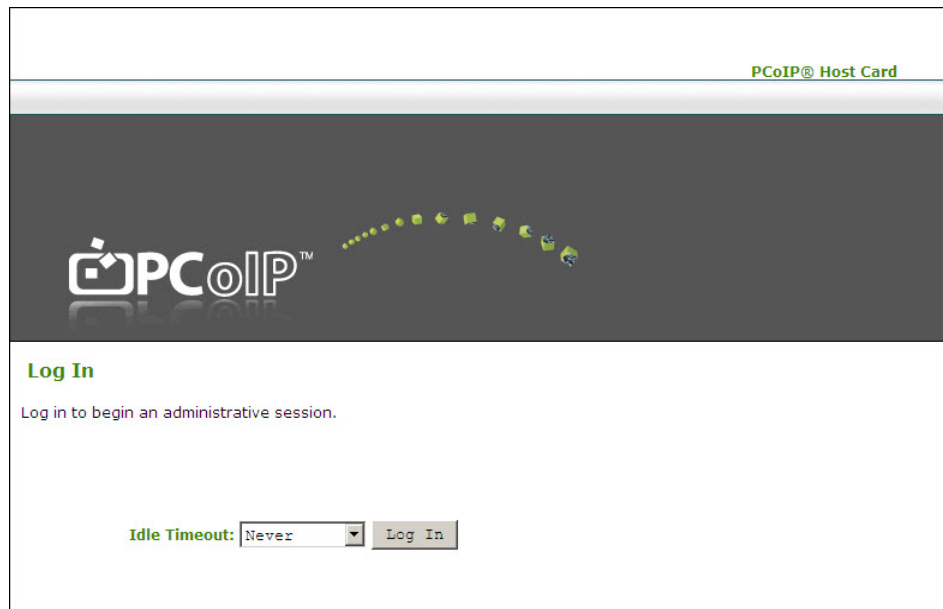 PCoIP® Host Card
PCoIP™
Log In
Log in to begin an administrative session.
Idle Timeout: Never Log In